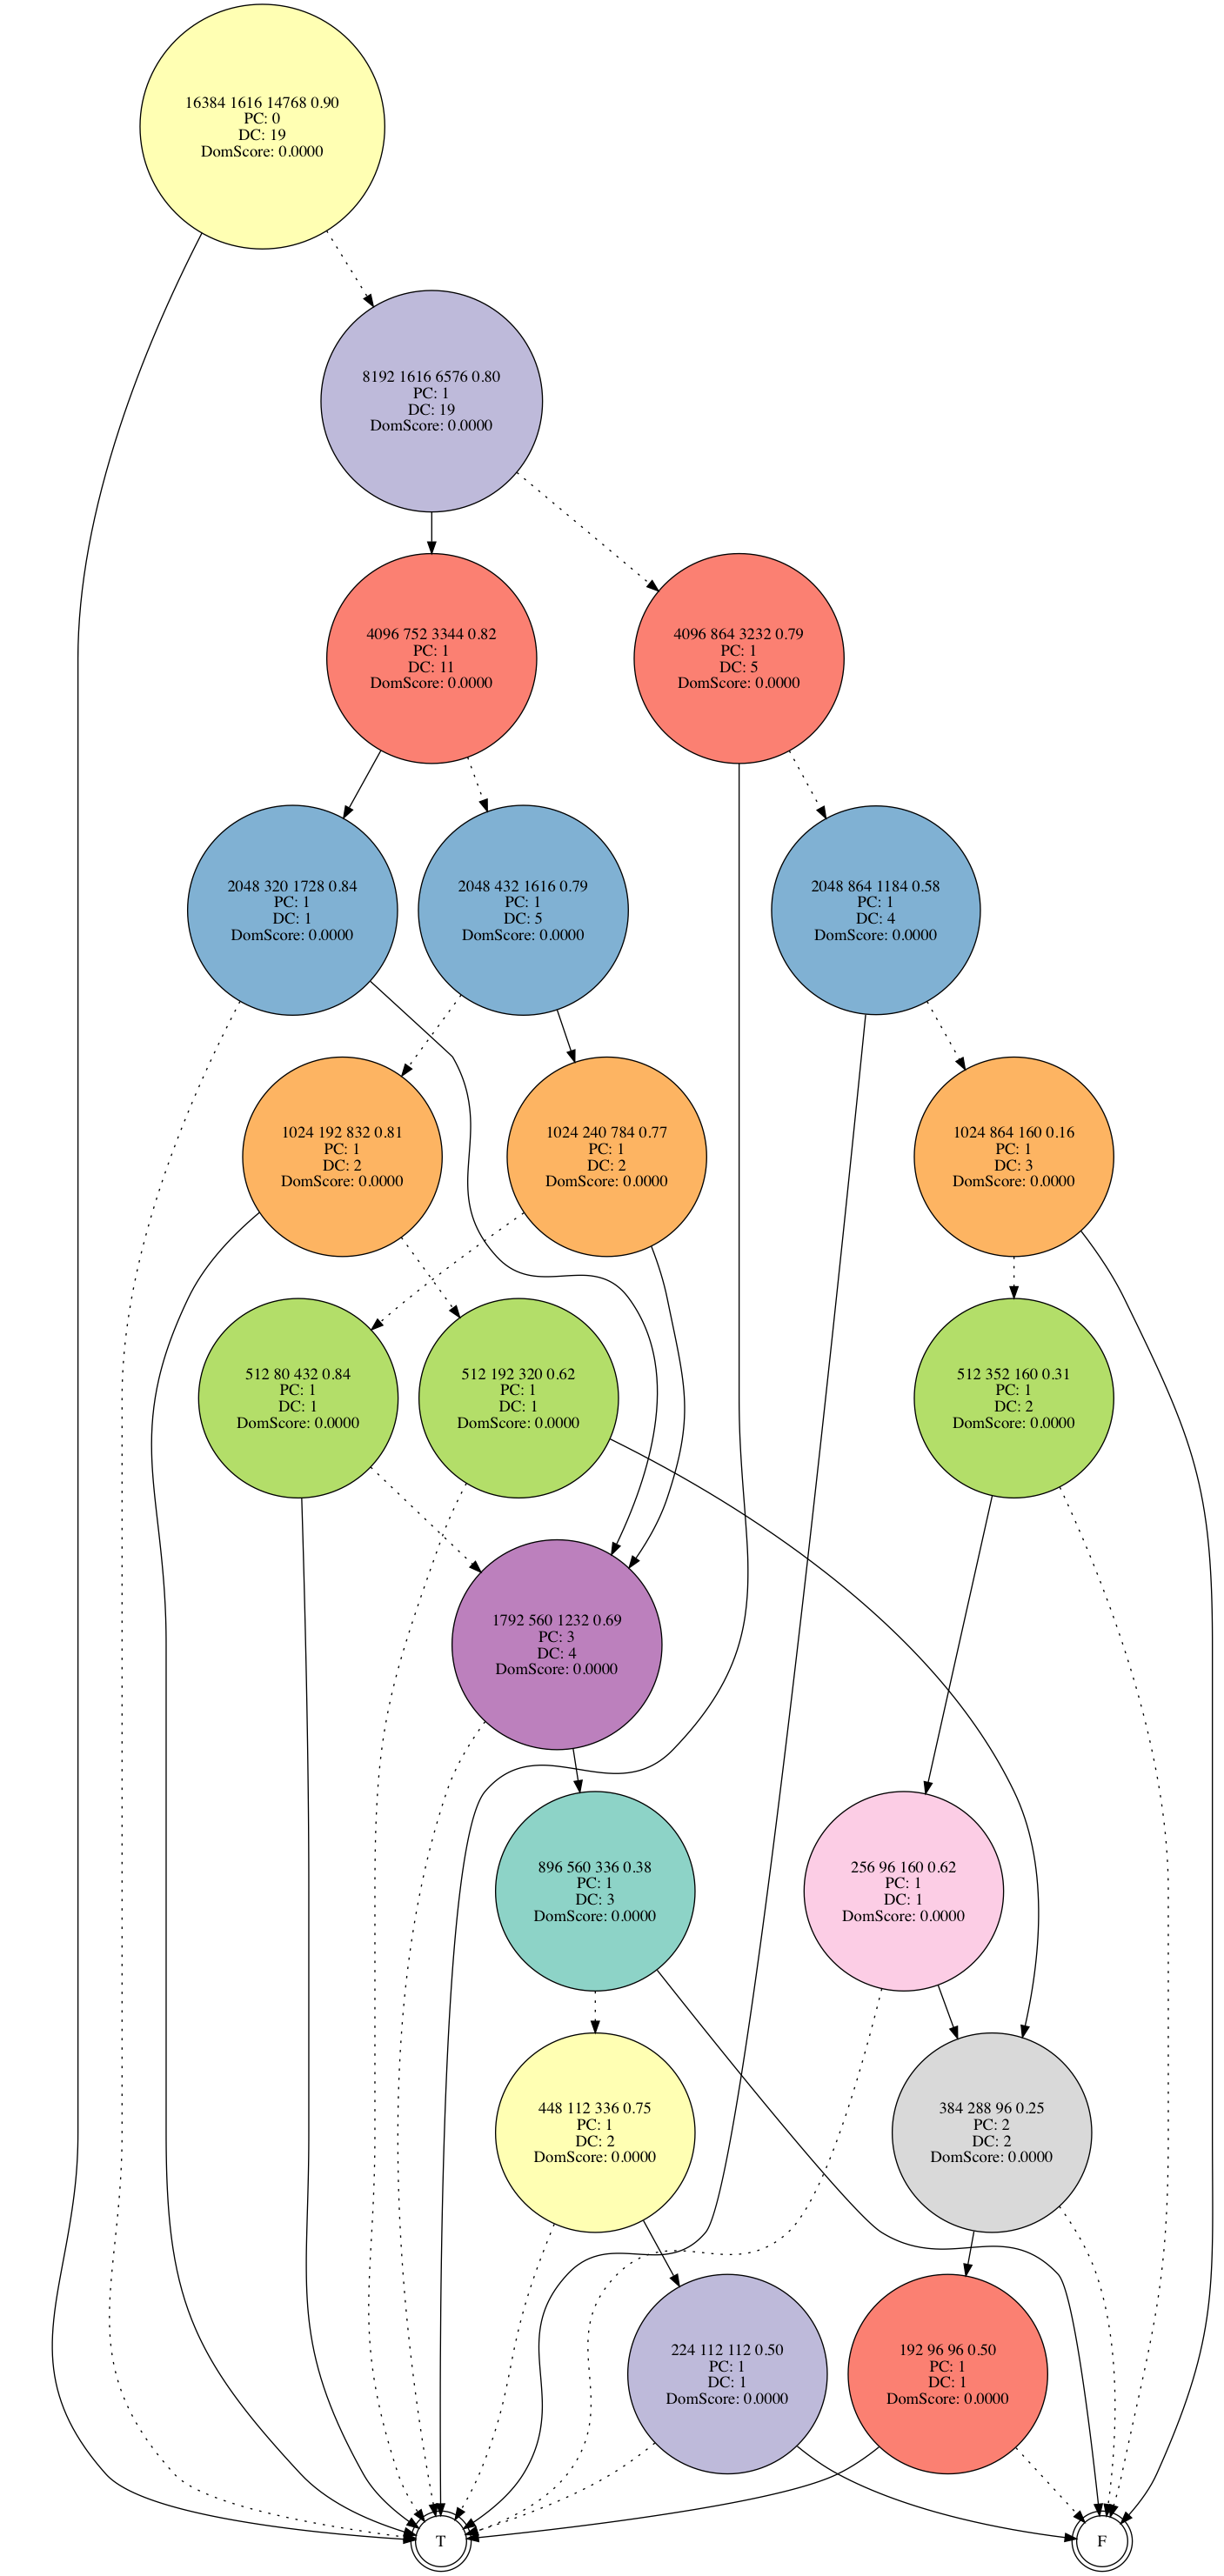 16384 1616 14768 0.90
PC: 0
DC: 19
DomScore: 0.0000
8192 1616 6576 0.80
PC: 1
DC: 19
DomScore: 0.0000
4096 752 3344 0.82
PC: 1
DC: 11
DomScore: 0.0000
4096 864 3232 0.79
PC: 1
DC: 5
DomScore: 0.0000
2048 320 1728 0.84
PC: 1
DC: 1
DomScore: 0.0000
2048 432 1616 0.79
PC: 1
DC: 5
DomScore: 0.0000
2048 864 1184 0.58
PC: 1
DC: 4
DomScore: 0.0000
1024 192 832 0.81
PC: 1
DC: 2
DomScore: 0.0000
1024 240 784 0.77
PC: 1
DC: 2
DomScore: 0.0000
1024 864 160 0.16
PC: 1
DC: 3
DomScore: 0.0000
512 80 432 0.84
PC: 1
DC: 1
DomScore: 0.0000
512 192 320 0.62
PC: 1
DC: 1
DomScore: 0.0000
512 352 160 0.31
PC: 1
DC: 2
DomScore: 0.0000
1792 560 1232 0.69
PC: 3
DC: 4
DomScore: 0.0000
896 560 336 0.38
PC: 1
DC: 3
DomScore: 0.0000
256 96 160 0.62
PC: 1
DC: 1
DomScore: 0.0000
448 112 336 0.75
PC: 1
DC: 2
DomScore: 0.0000
384 288 96 0.25
PC: 2
DC: 2
DomScore: 0.0000
224 112 112 0.50
PC: 1
DC: 1
DomScore: 0.0000
192 96 96 0.50
PC: 1
DC: 1
DomScore: 0.0000
T
F